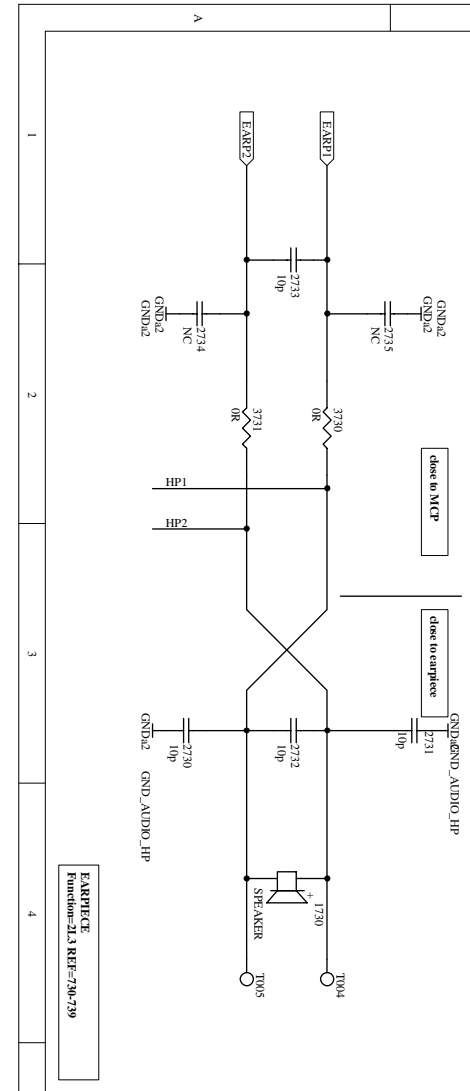 A
1
2
3
4
EARP2
EARP1
2733
10p
GNDa2
GNDa2
2734
NC
2735
NC
GNDa2
GNDa2
3731
0R
3730
0R
HP1
HP2
close to MCP
close to earpiece
GNDa2
2730
10p
GND_AUDIO_HP
2732
10p
2731
10p
GNDa2
GND_AUDIO_HP
+
1730
SPEAKER
T005
T004
EARPIECE
Function=2L3 REF=730-739